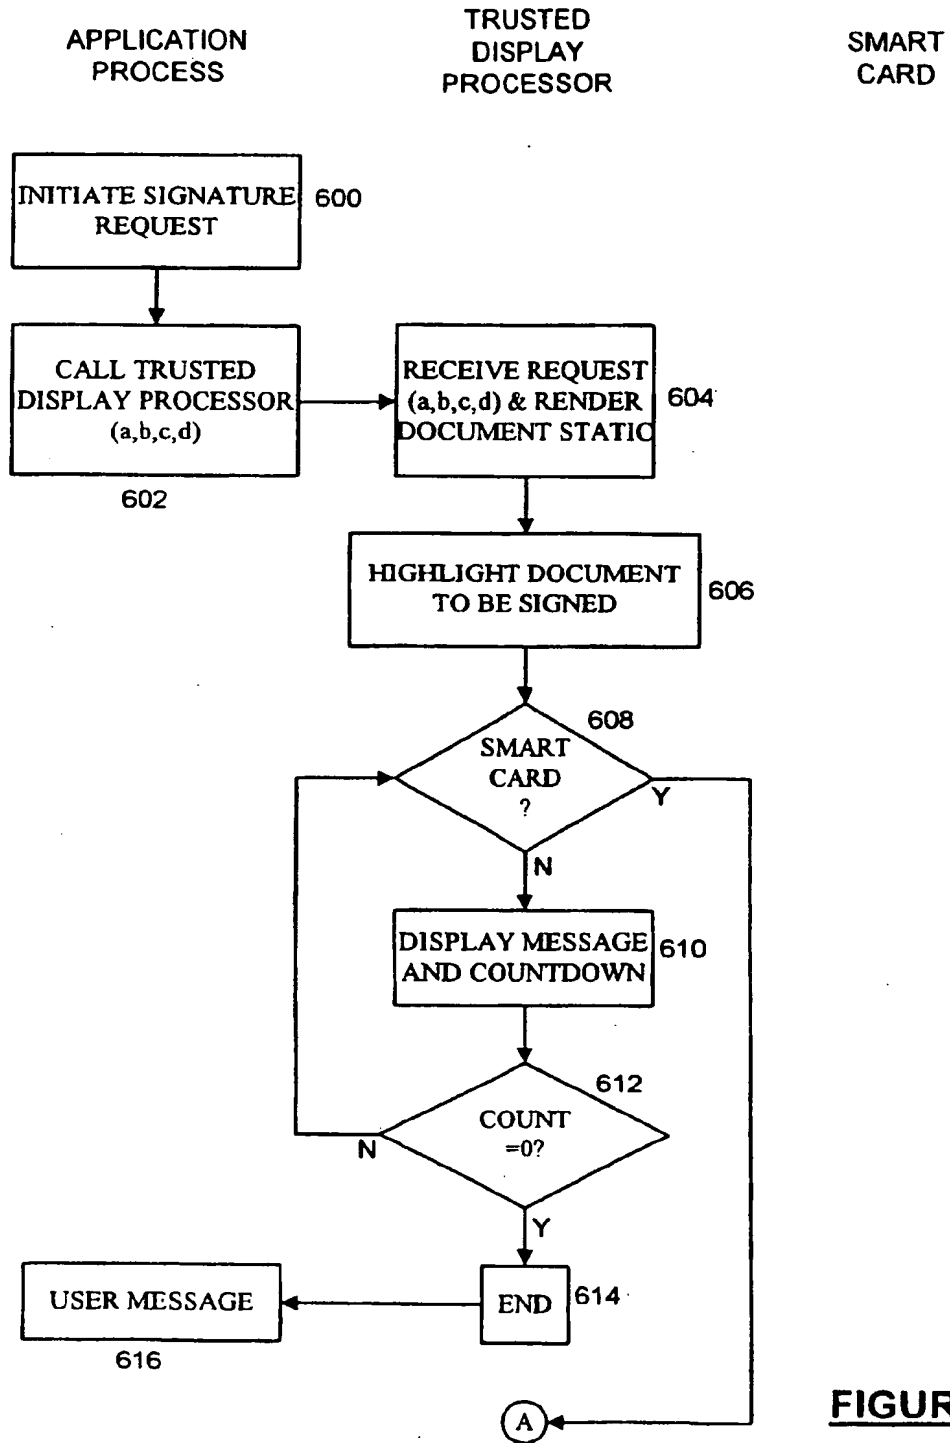 APPLICATION
PROCESS
TRUSTED
DISPLAY
PROCESSOR
SMART
CARD
INITIATE SIGNATURE
REQUEST
600
CALL TRUSTED
DISPLAY PROCESSOR
(a,b,c,d)
602
RECEIVE REQUEST
(a,b,c,d) & RENDER
DOCUMENT STATIC
604
HIGHLIGHT DOCUMENT
TO BE SIGNED
606
608
SMART
CARD
?
Y
N
DISPLAY MESSAGE
AND COUNTDOWN
610
612
COUNT
=0?
N
Y
END
614
USER MESSAGE
616
A
FIGUR